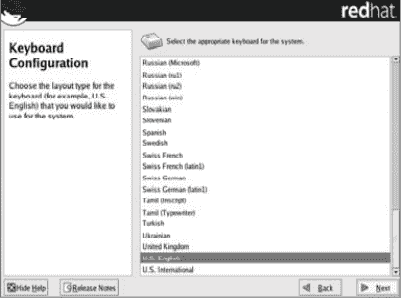 redhat.
Keyboard
Configuration
Choose the layout type for the
keyboard (for example, U.S.
English) that you would like to
use for the system.
Select the appropriate keyboard for the system.
Russian (Microsoft)
Russian (ru1)
Russian (ru2)
Russian (win)
Slovakian
Slovenian
Spanish
Swedish
Swiss French
Swiss French (latin1)
Swiss German
Swiss German (latin1)
Tamil (Inscript)
Tamil (Typewriter)
Turkish
Ukrainian
United Kingdom
U.S. English
U.S. International
Hide Help
Release Notes
Back
Next